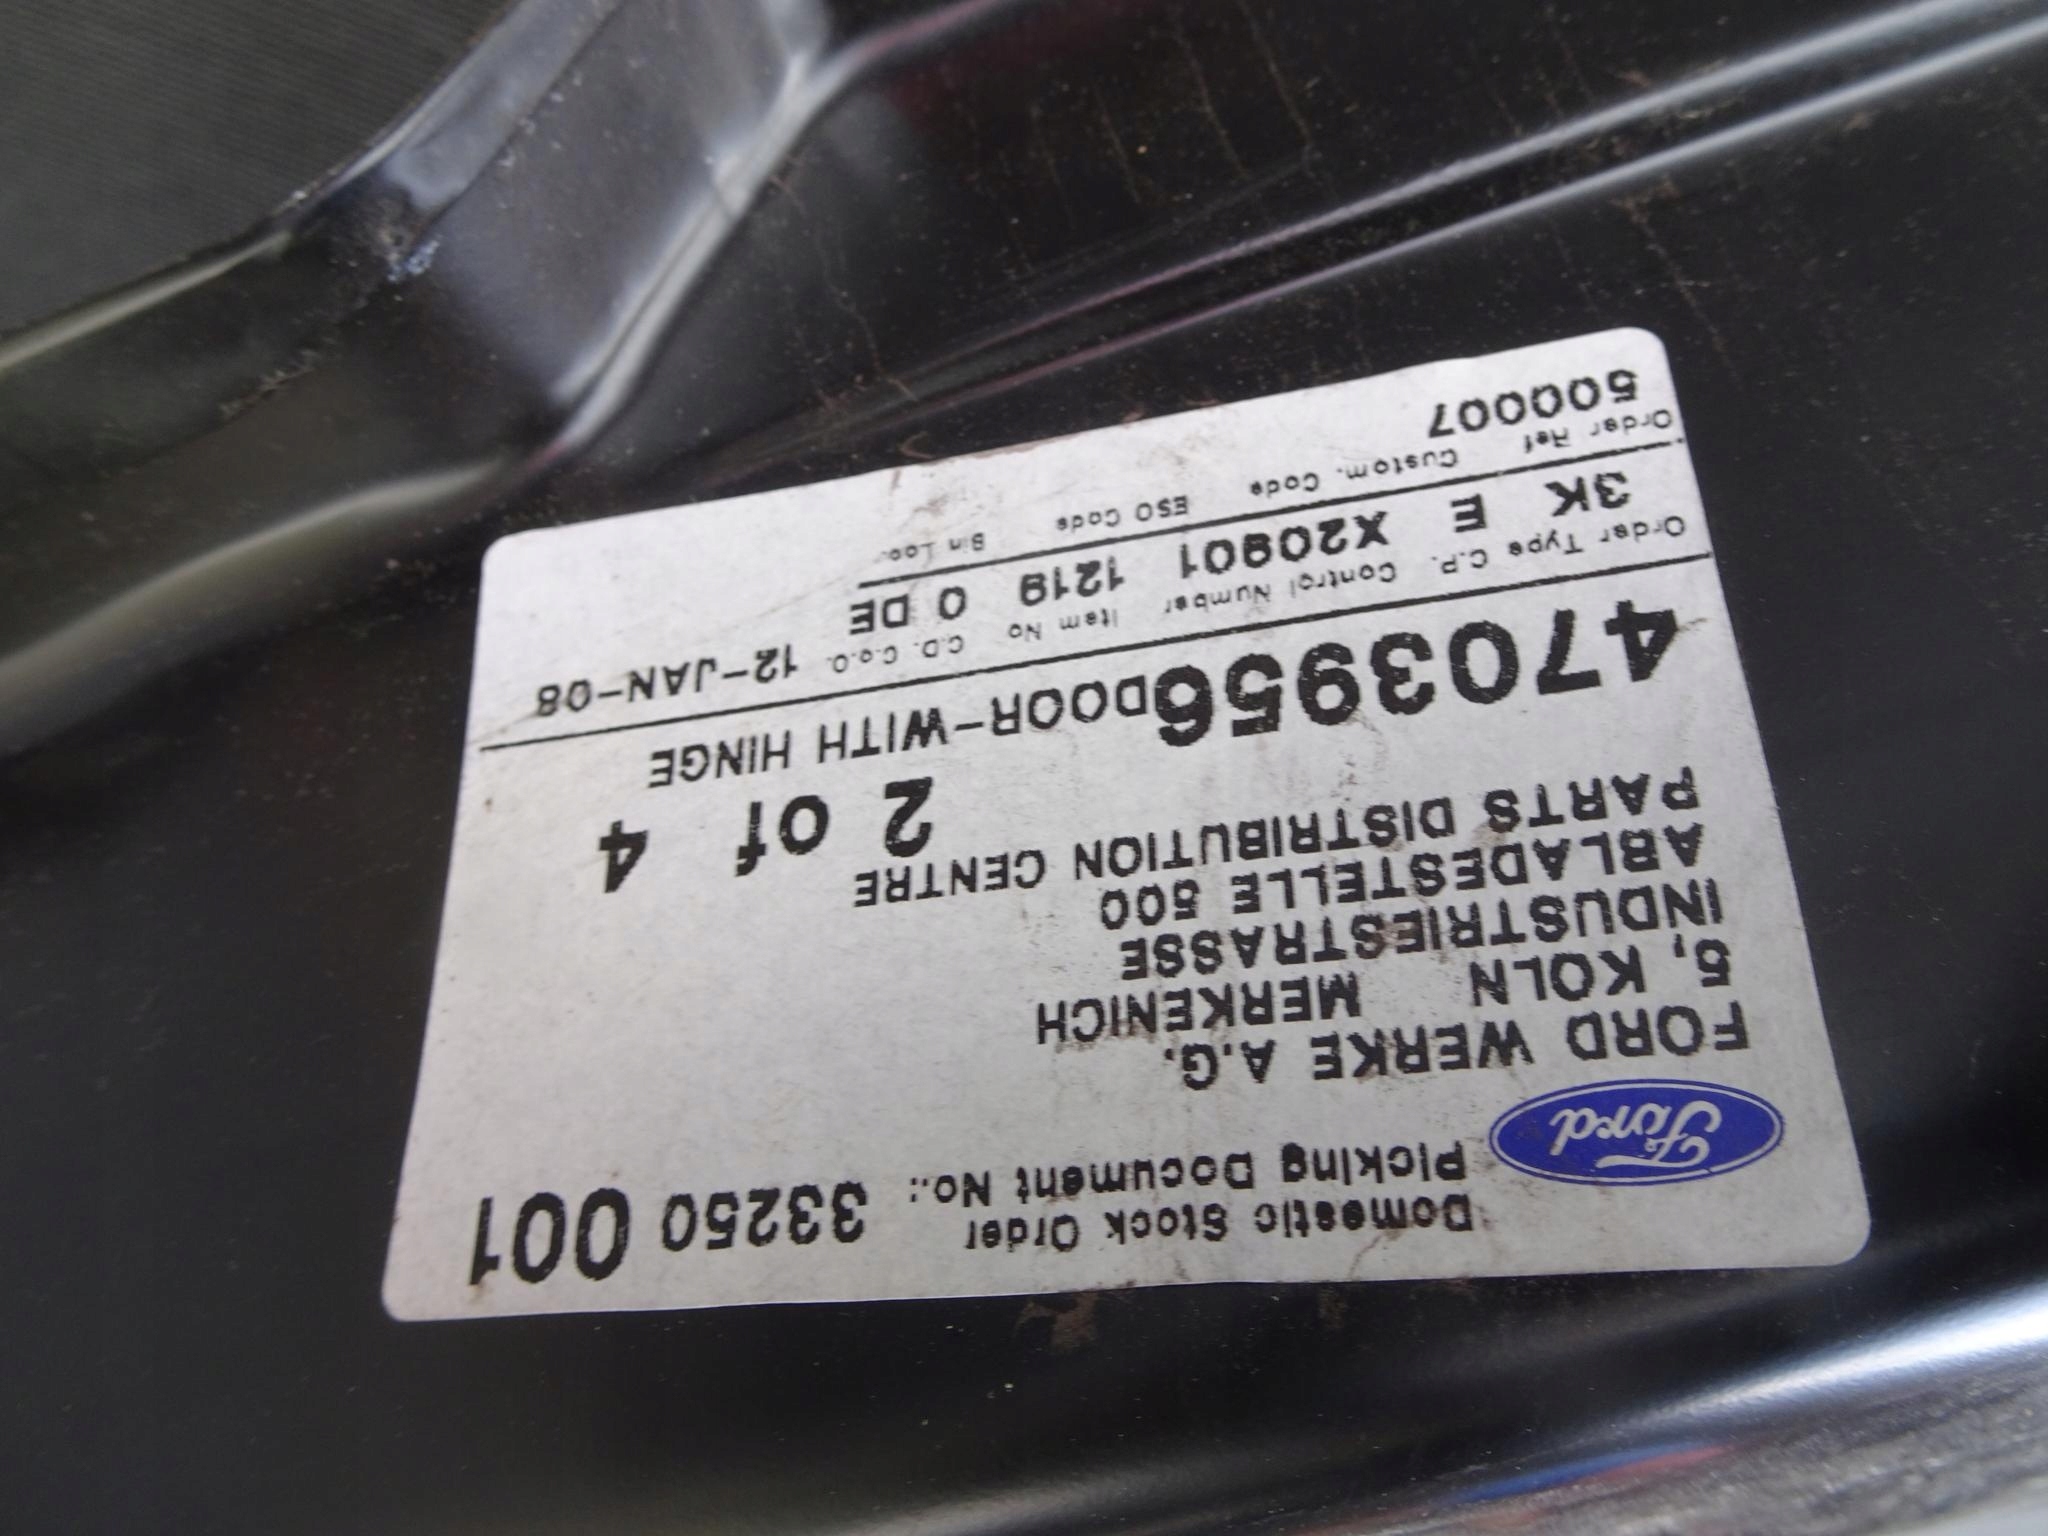 Domestic Stock Order
Ford Picking Document No.: 33250 001
FORD WERKE A.G.
5, KOLN MERKENICH
INDUSTRIESTRASSE
ABLADESTELLE 500
PARTS DISTRIBUTION CENTRE
2 of 4
4703956 DOOR-WITH HINGE
Order Type C.P. Control Number Item No C.D. C.o.O. 12-JAN-08
3K E X20901 1219 0 DE
Order Ref Custom. Code ESO Code Bin Loc.
500007